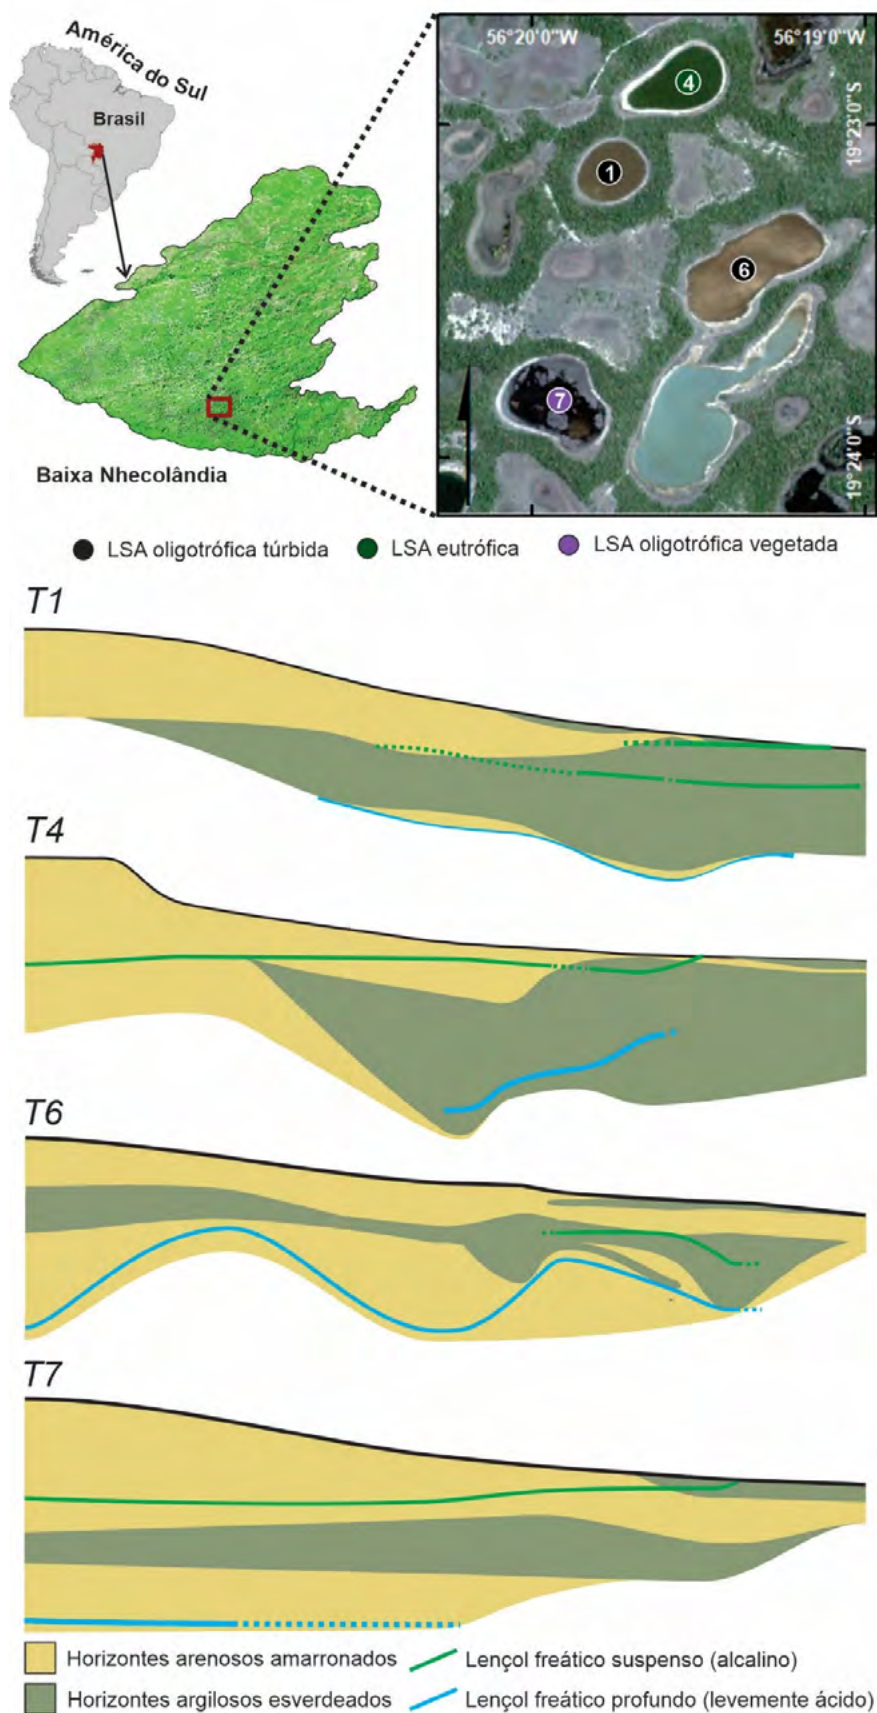 América do Sul
Brasil
Baixa Nhecolândia
56°20'0"W
56°19'0"W
19°23'0"S
19°24'0"S
4
1
6
7
LSA oligotrófica túrbida
LSA eutrófica
LSA oligotrófica vegetada
T1
T4
T6
T7
Horizontes arenosos amarronados
Lençol freático suspenso (alcalino)
Horizontes argilosos esverdeados
Lençol freático profundo (levemente ácido)